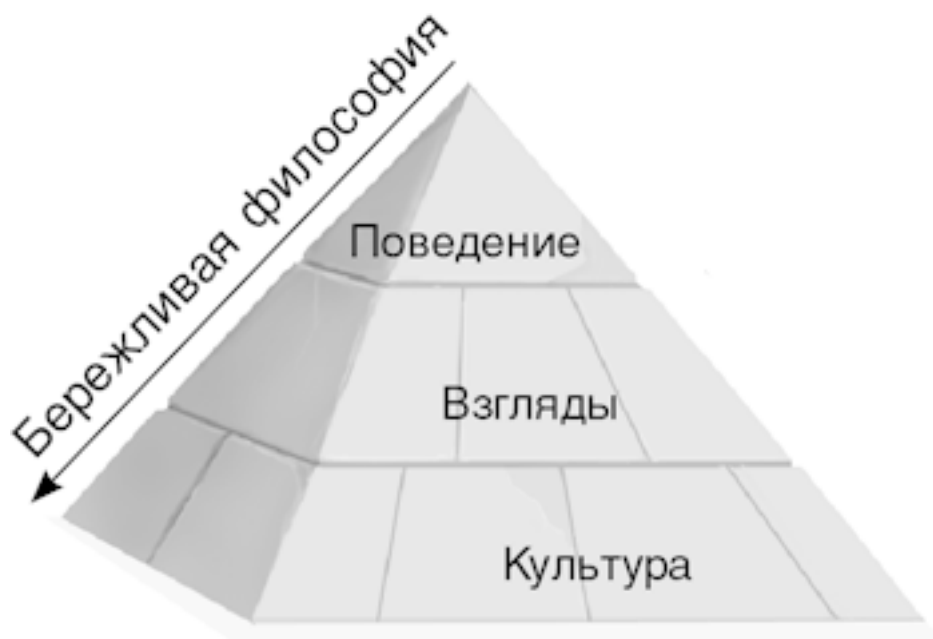 Бережливая философия
Поведение
Взгляды
Культура